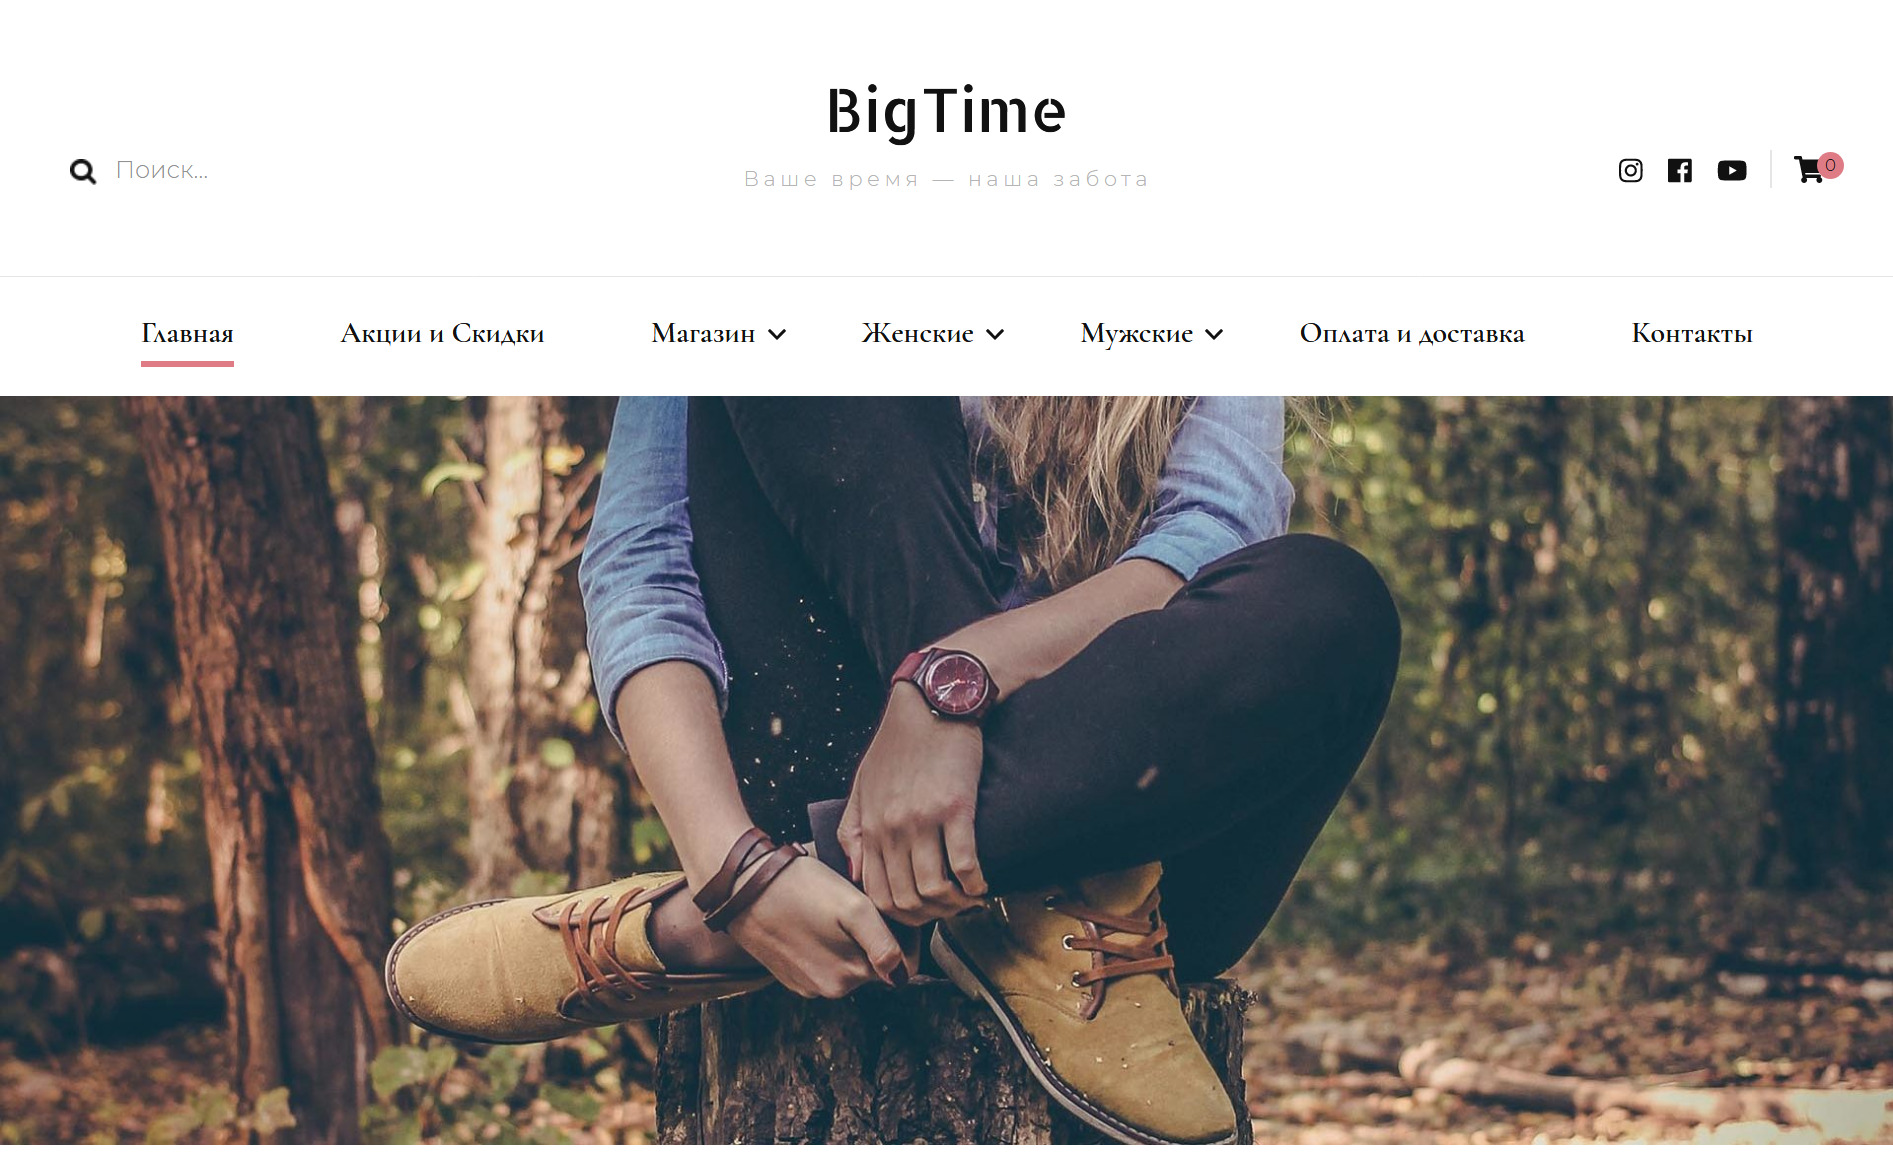 BigTime
Ваше время — наша забота
Поиск...
0
Главная Акции и Скидки Магазин Женские Мужские Оплата и доставка Контакты